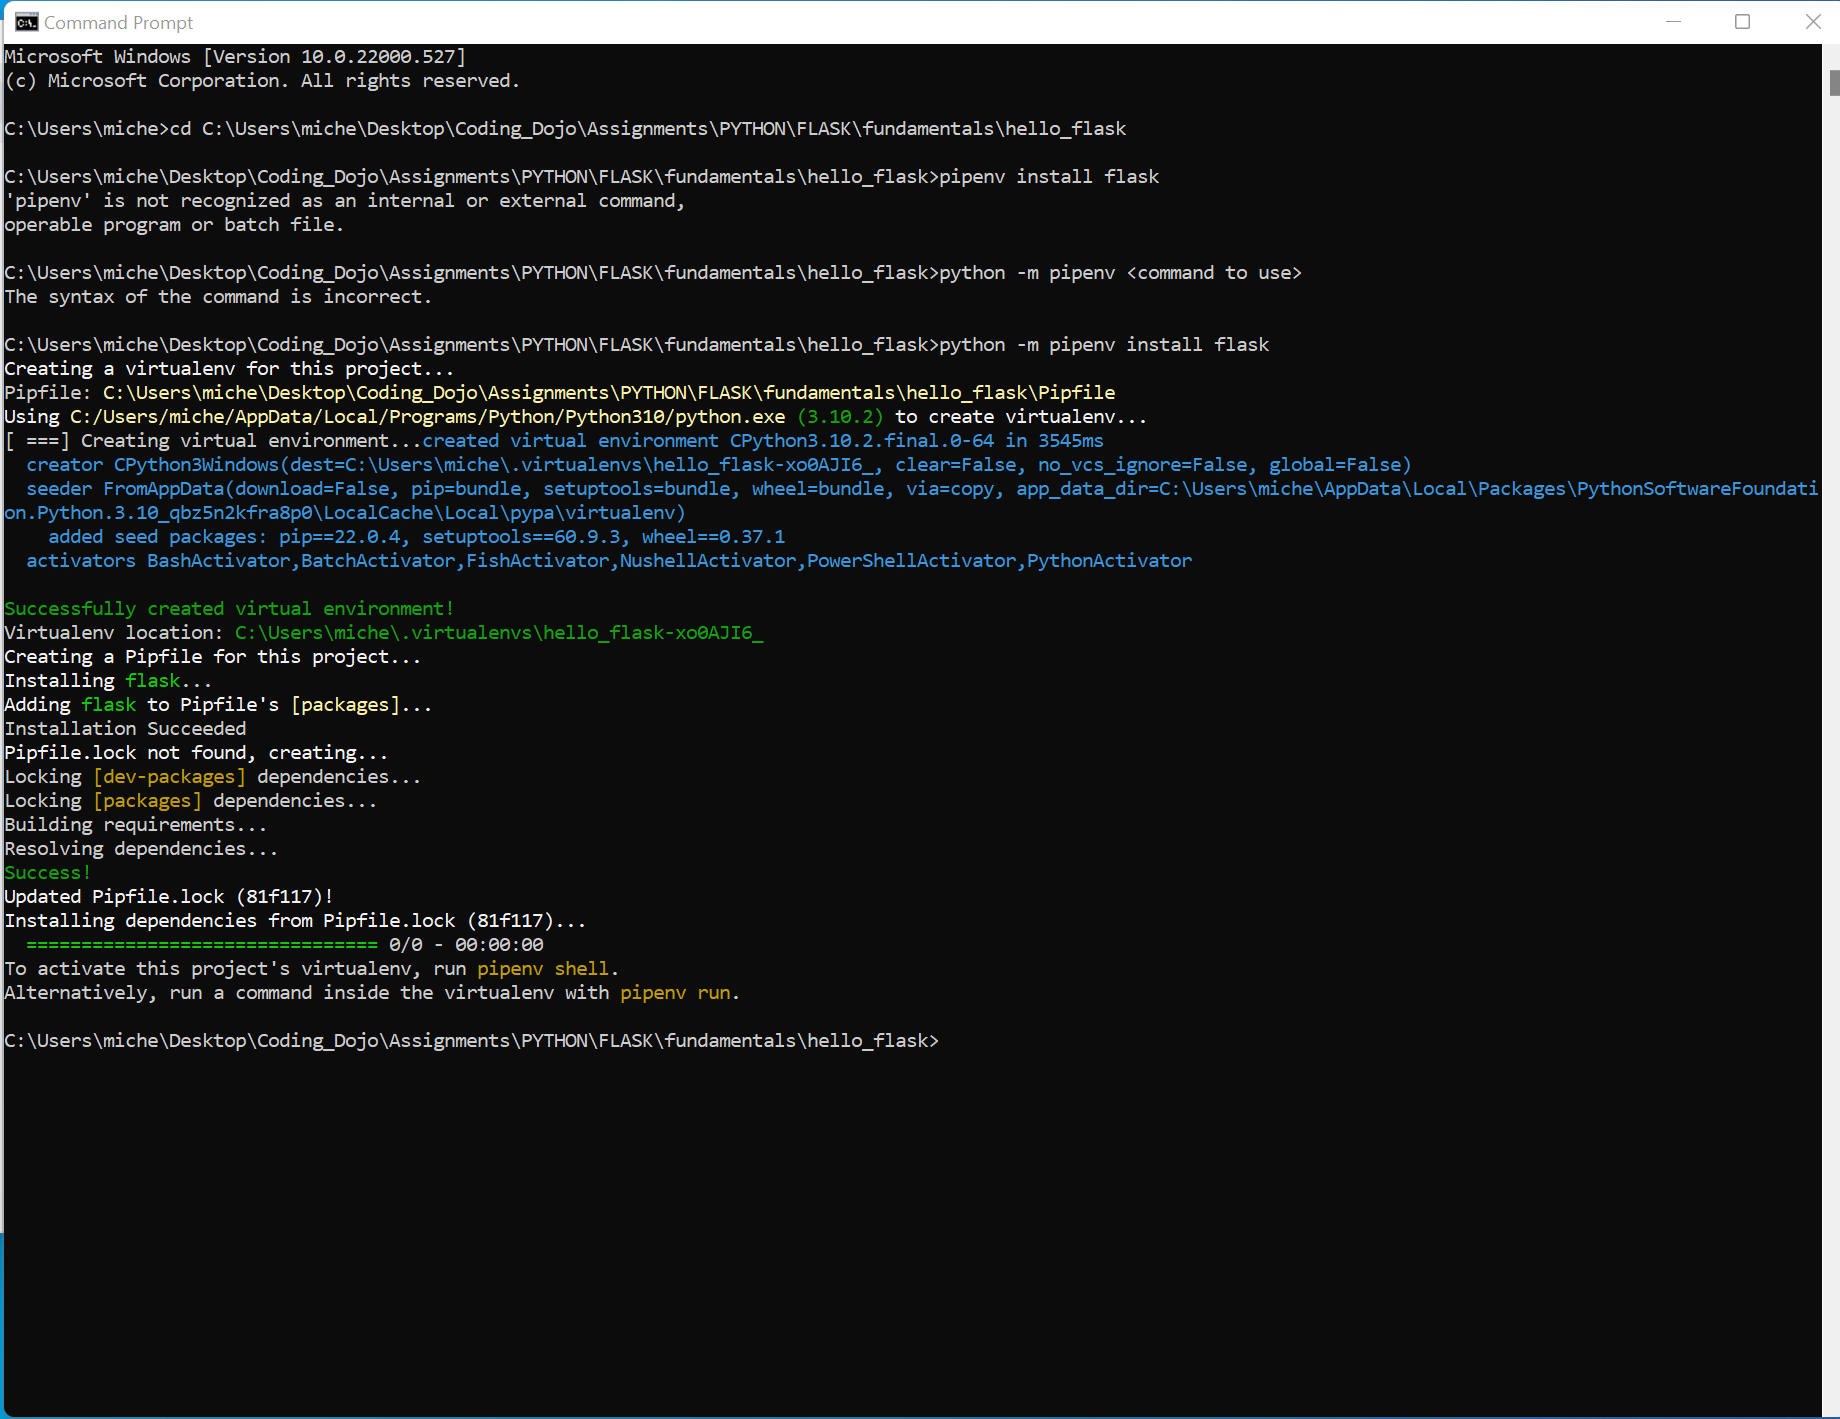 Command Prompt
Microsoft Windows [Version 10.0.22000.527]
(c) Microsoft Corporation. All rights reserved.
C:\Users\miche>cd C:\Users\miche\Desktop\Coding_Dojo\Assignments\PYTHON\FLASK\fundamentals\hello_flask
C:\Users\miche\Desktop\Coding_Dojo\Assignments\PYTHON\FLASK\fundamentals\hello_flask>pipenv install flask
'pipenv' is not recognized as an internal or external command,
operable program or batch file.
C:\Users\miche\Desktop\Coding_Dojo\Assignments\PYTHON\FLASK\fundamentals\hello_flask>python -m pipenv <command to use>
The syntax of the command is incorrect.
C:\Users\miche\Desktop\Coding_Dojo\Assignments\PYTHON\FLASK\fundamentals\hello_flask>python -m pipenv install flask
Creating a virtualenv for this project...
Pipfile: C:\Users\miche\Desktop\Coding_Dojo\Assignments\PYTHON\FLASK\fundamentals\hello_flask\Pipfile
Using C:/Users/miche/AppData/Local/Programs/Python/Python310/python.exe (3.10.2) to create virtualenv...
[ ===] Creating virtual environment...created virtual environment CPython3.10.2.final.0-64 in 3545ms
  creator CPython3Windows(dest=C:\Users\miche\.virtualenvs\hello_flask-xo0AJI6_, clear=False, no_vcs_ignore=False, global=False)
  seeder FromAppData(download=False, pip=bundle, setuptools=bundle, wheel=bundle, via=copy, app_data_dir=C:\Users\miche\AppData\Local\Packages\PythonSoftwareFoundati
on.Python.3.10_qbz5n2kfra8p0\LocalCache\Local\pypa\virtualenv)
    added seed packages: pip==22.0.4, setuptools==60.9.3, wheel==0.37.1
  activators BashActivator,BatchActivator,FishActivator,NushellActivator,PowerShellActivator,PythonActivator
Successfully created virtual environment!
Virtualenv location: C:\Users\miche\.virtualenvs\hello_flask-xo0AJI6_
Creating a Pipfile for this project...
Installing flask...
Adding flask to Pipfile's [packages]...
Installation Succeeded
Pipfile.lock not found, creating...
Locking [dev-packages] dependencies...
Locking [packages] dependencies...
Building requirements...
Resolving dependencies...
Success!
Updated Pipfile.lock (81f117)!
Installing dependencies from Pipfile.lock (81f117)...
  ================================ 0/0 - 00:00:00
To activate this project's virtualenv, run pipenv shell.
Alternatively, run a command inside the virtualenv with pipenv run.
C:\Users\miche\Desktop\Coding_Dojo\Assignments\PYTHON\FLASK\fundamentals\hello_flask>